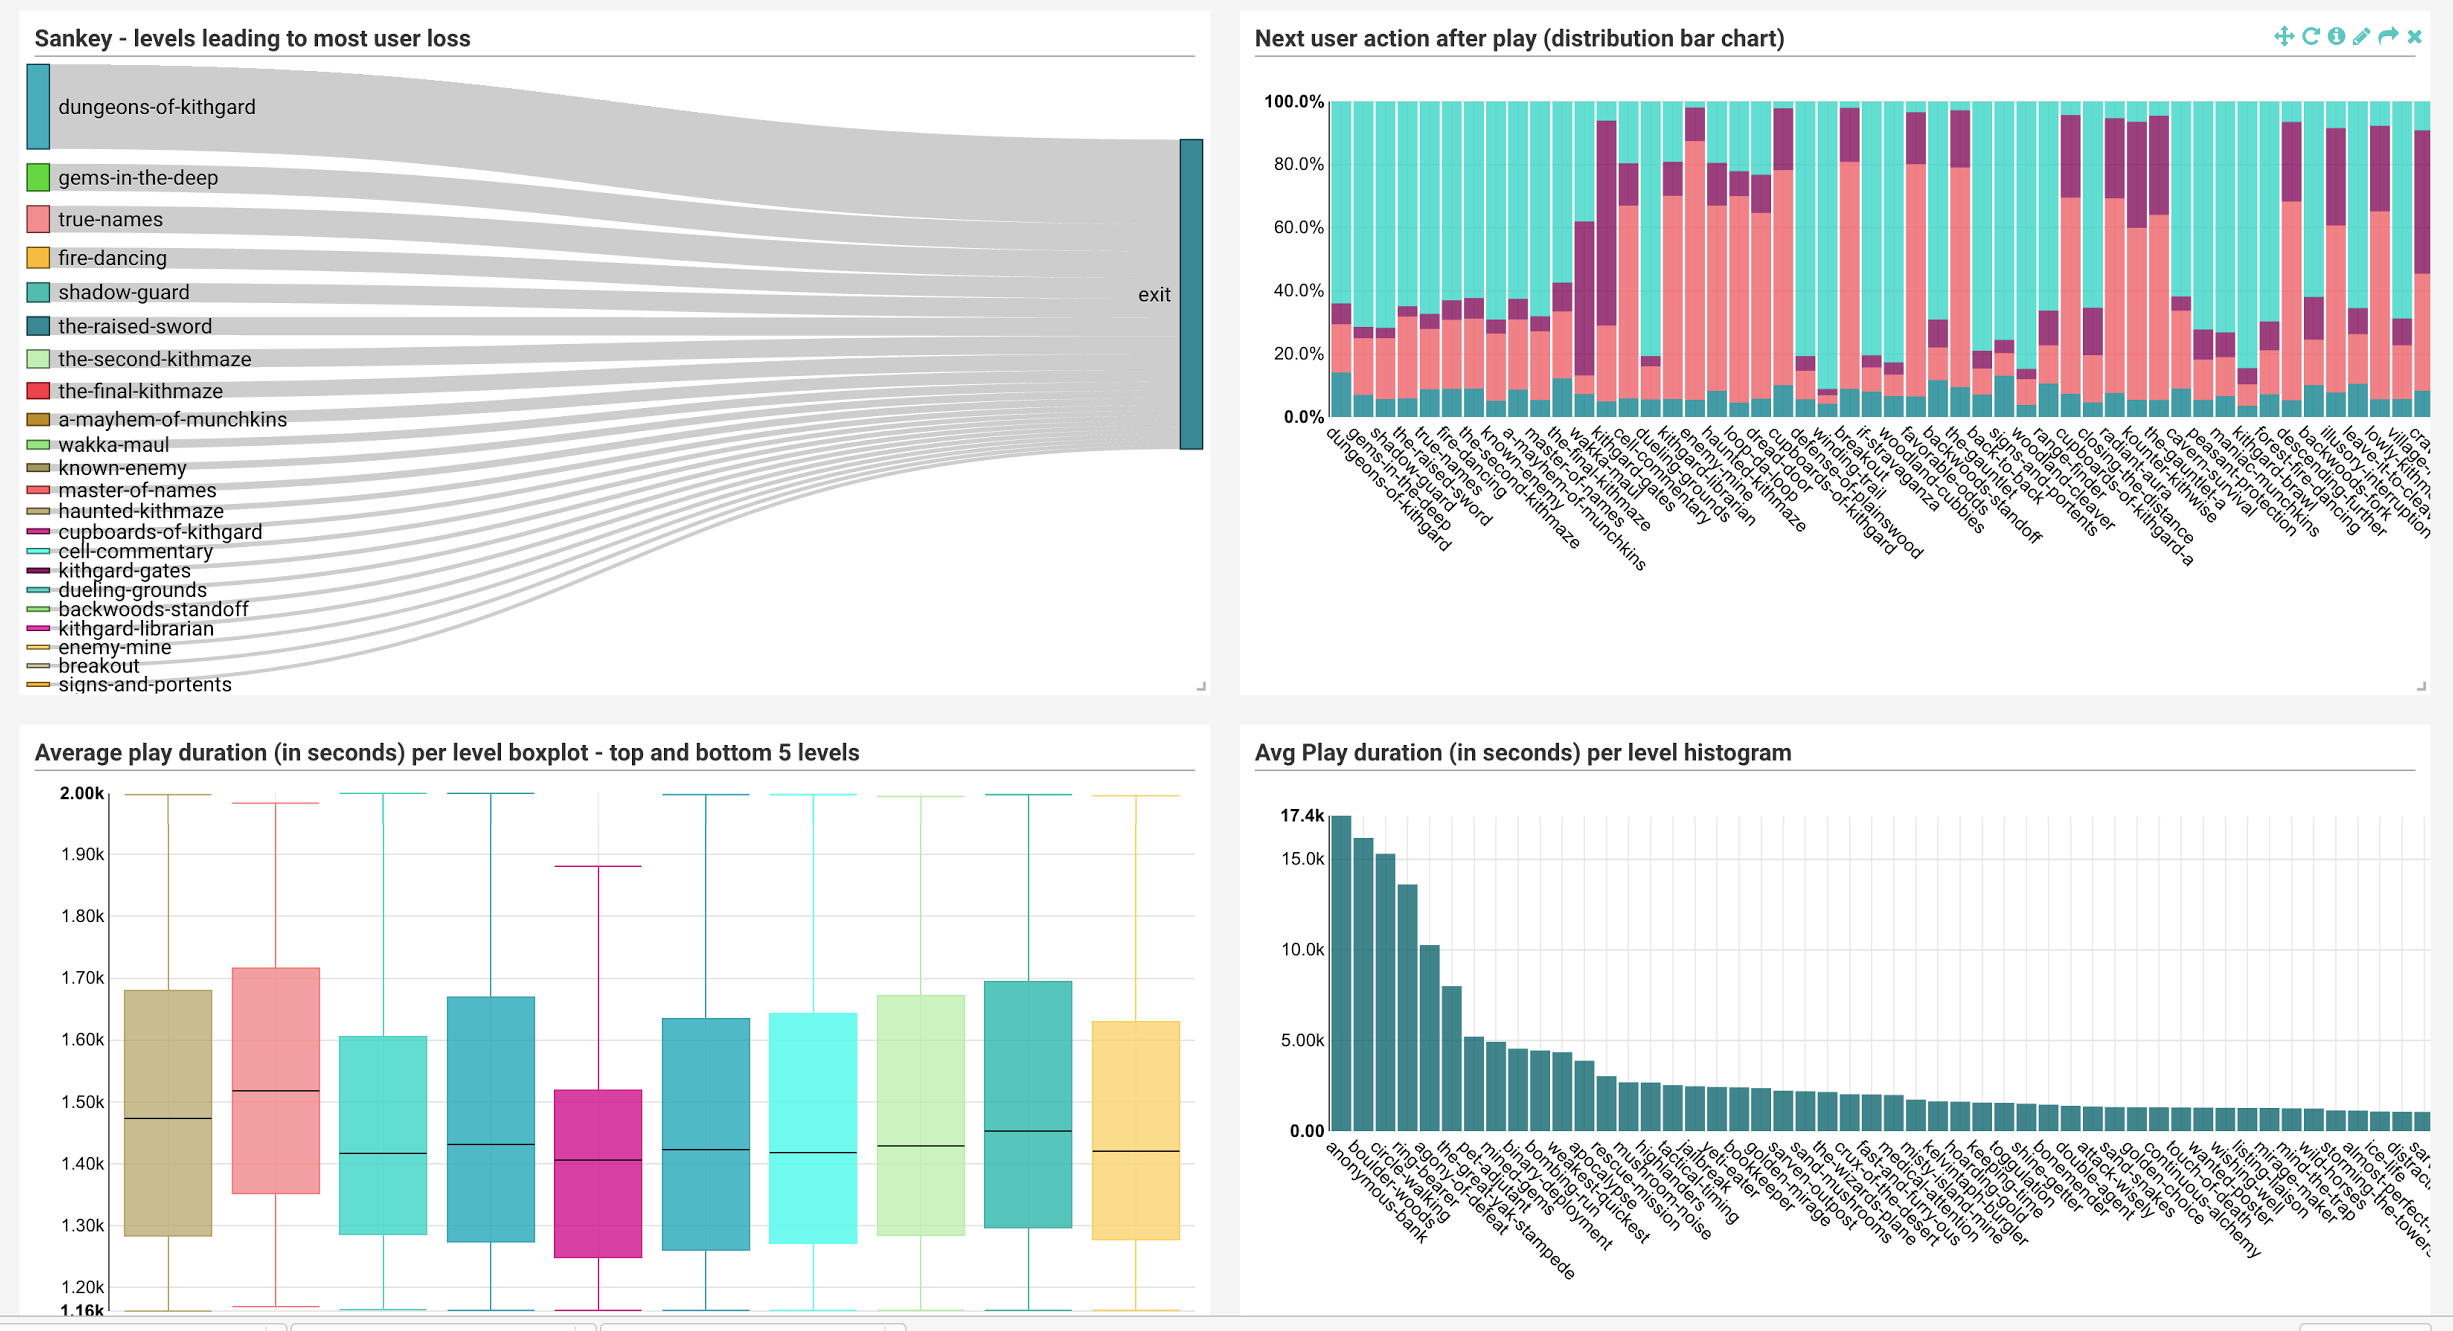 Sankey - levels leading to most user loss
dungeons-of-kithgard
gems-in-the-deep
true-names
fire-dancing
shadow-guard
the-raised-sword
the-second-kithmaze
the-final-kithmaze
a-mayhem-of-munchkins
wakka-maul
known-enemy
master-of-names
haunted-kithmaze
cupboards-of-kithgard
cell-commentary
kithgard-gates
dueling-grounds
backwoods-standoff
kithgard-librarian
enemy-mine
breakout
signs-and-portents
exit
Next user action after play (distribution bar chart)
100.0%
80.0%
60.0%
40.0%
20.0%
0.0%
dungeons-of-kithgard
gems-in-the-deep
shadow-guard
the-raised-sword
true-names
fire-dancing
the-second-kithmaze
known-enemy
a-mayhem-of-munchkins
master-of-names
the-final-kithmaze
wakka-maul
kithgard-gates
cell-commentary
dueling-grounds
kithgard-librarian
enemy-mine
haunted-kithmaze
loop-da-loop
dread-door
cupboards-of-kithgard
defense-of-plainswood
winding-trail
breakout
if-stravaganza
woodland-cubbies
favorable-odds
backwoods-standoff
the-gauntlet
back-to-back
signs-and-portents
woodland-cleaver
range-finder
cupboards-of-kithgard-a
closing-the-distance
radiant-aura
kounter-kithwise
the-gauntlet-a
cavern-survival
peasant-protection
maniac-munchkins
kithgard-brawl
forest-fire-dancing
descending-further
backwoods-fork
illusory-interruption
leave-it-to-clea
lowly-kithm
village-
cra
Average play duration (in seconds) per level boxplot - top and bottom 5 levels
2.00k
1.90k
1.80k
1.70k
1.60k
1.50k
1.40k
1.30k
1.20k
1.16k
Avg Play duration (in seconds) per level histogram
17.4k
15.0k
10.0k
5.00k
0.00
anonymous-bank
boulder-woods
circle-walking
ring-bearer
agony-of-defeat
the-great-yak-stampede
pet-adjutant
mined-gems
binary-deployment
bombing-run
weakest-quickest
apocalypse
rescue-mission
mushroom-noise
highlanders
tactical-timing
jailbreak
yeti-eater
bookkeeper
golden-mirage
sarven-outpost
sand-mushrooms
the-wizards-plane
crux-of-the-desert
fast-and-furry-ous
medical-attention
misty-island-mine
kelvintaph-burgler
hoarding-gold
keeping-time
toggulation
shine-getter
bonemender
double-agent
attack-wisely
sand-snakes
golden-choice
continuous-alchemy
touch-of-death
wanted-poster
wishing-well
listing-liaison
mirage-maker
mind-the-trap
wild-horses
storming-the-towers
almost-perfect-
ice-life
distract
sar